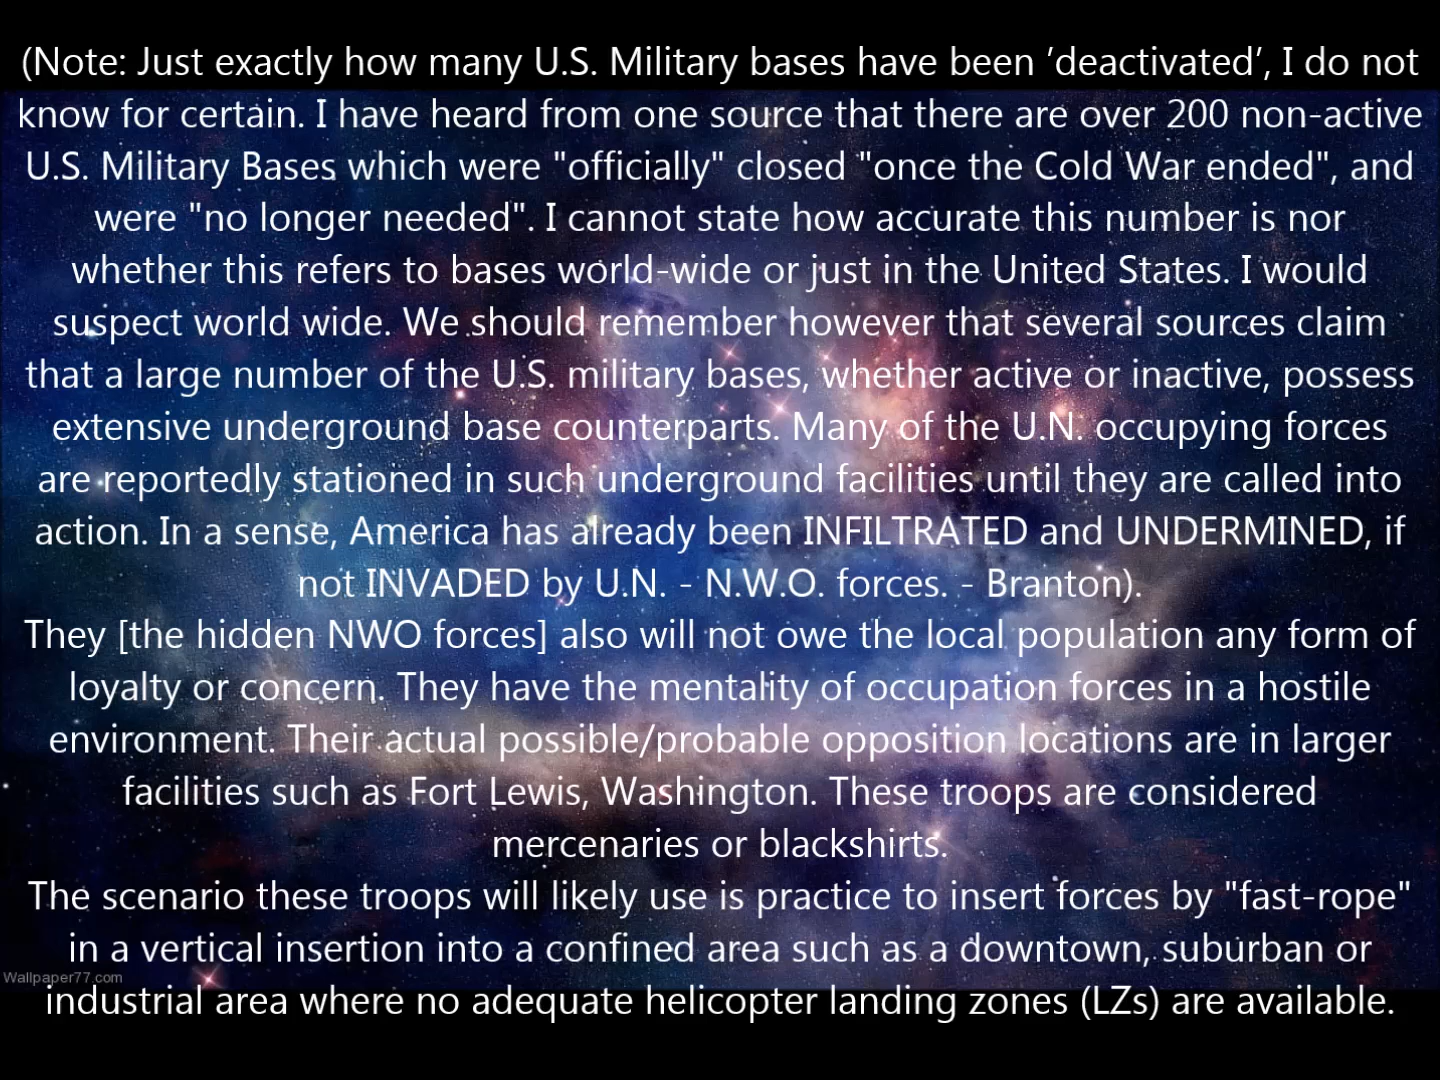 (Note: Just exactly how many U.S. Military bases have been ’deactivated’, I do not
know for certain. I have heard from one source that there are over 200 non-active
U.S. Military Bases which were "officially" closed "once the Cold War ended", and
were "no longer needed". I cannot state how accurate this number is nor
whether this refers to bases world-wide or just in the United States. I would
suspect world wide. We should remember however that several sources claim
that a large number of the U.S. military bases, whether active or inactive, possess
extensive underground base counterparts. Many of the U.N. occupying forces
are reportedly stationed in such underground facilities until they are called into
action. In a sense, America has already been INFILTRATED and UNDERMINED, if
not INVADED by U.N. - N.W.O. forces. - Branton).
They [the hidden NWO forces] also will not owe the local population any form of
loyalty or concern. They have the mentality of occupation forces in a hostile
environment. Their actual possible/probable opposition locations are in larger
facilities such as Fort Lewis, Washington. These troops are considered
mercenaries or blackshirts.
The scenario these troops will likely use is practice to insert forces by "fast-rope"
in a vertical insertion into a confined area such as a downtown, suburban or
Wallpaper77.com
industrial area where no adequate helicopter landing zones (LZs) are available.